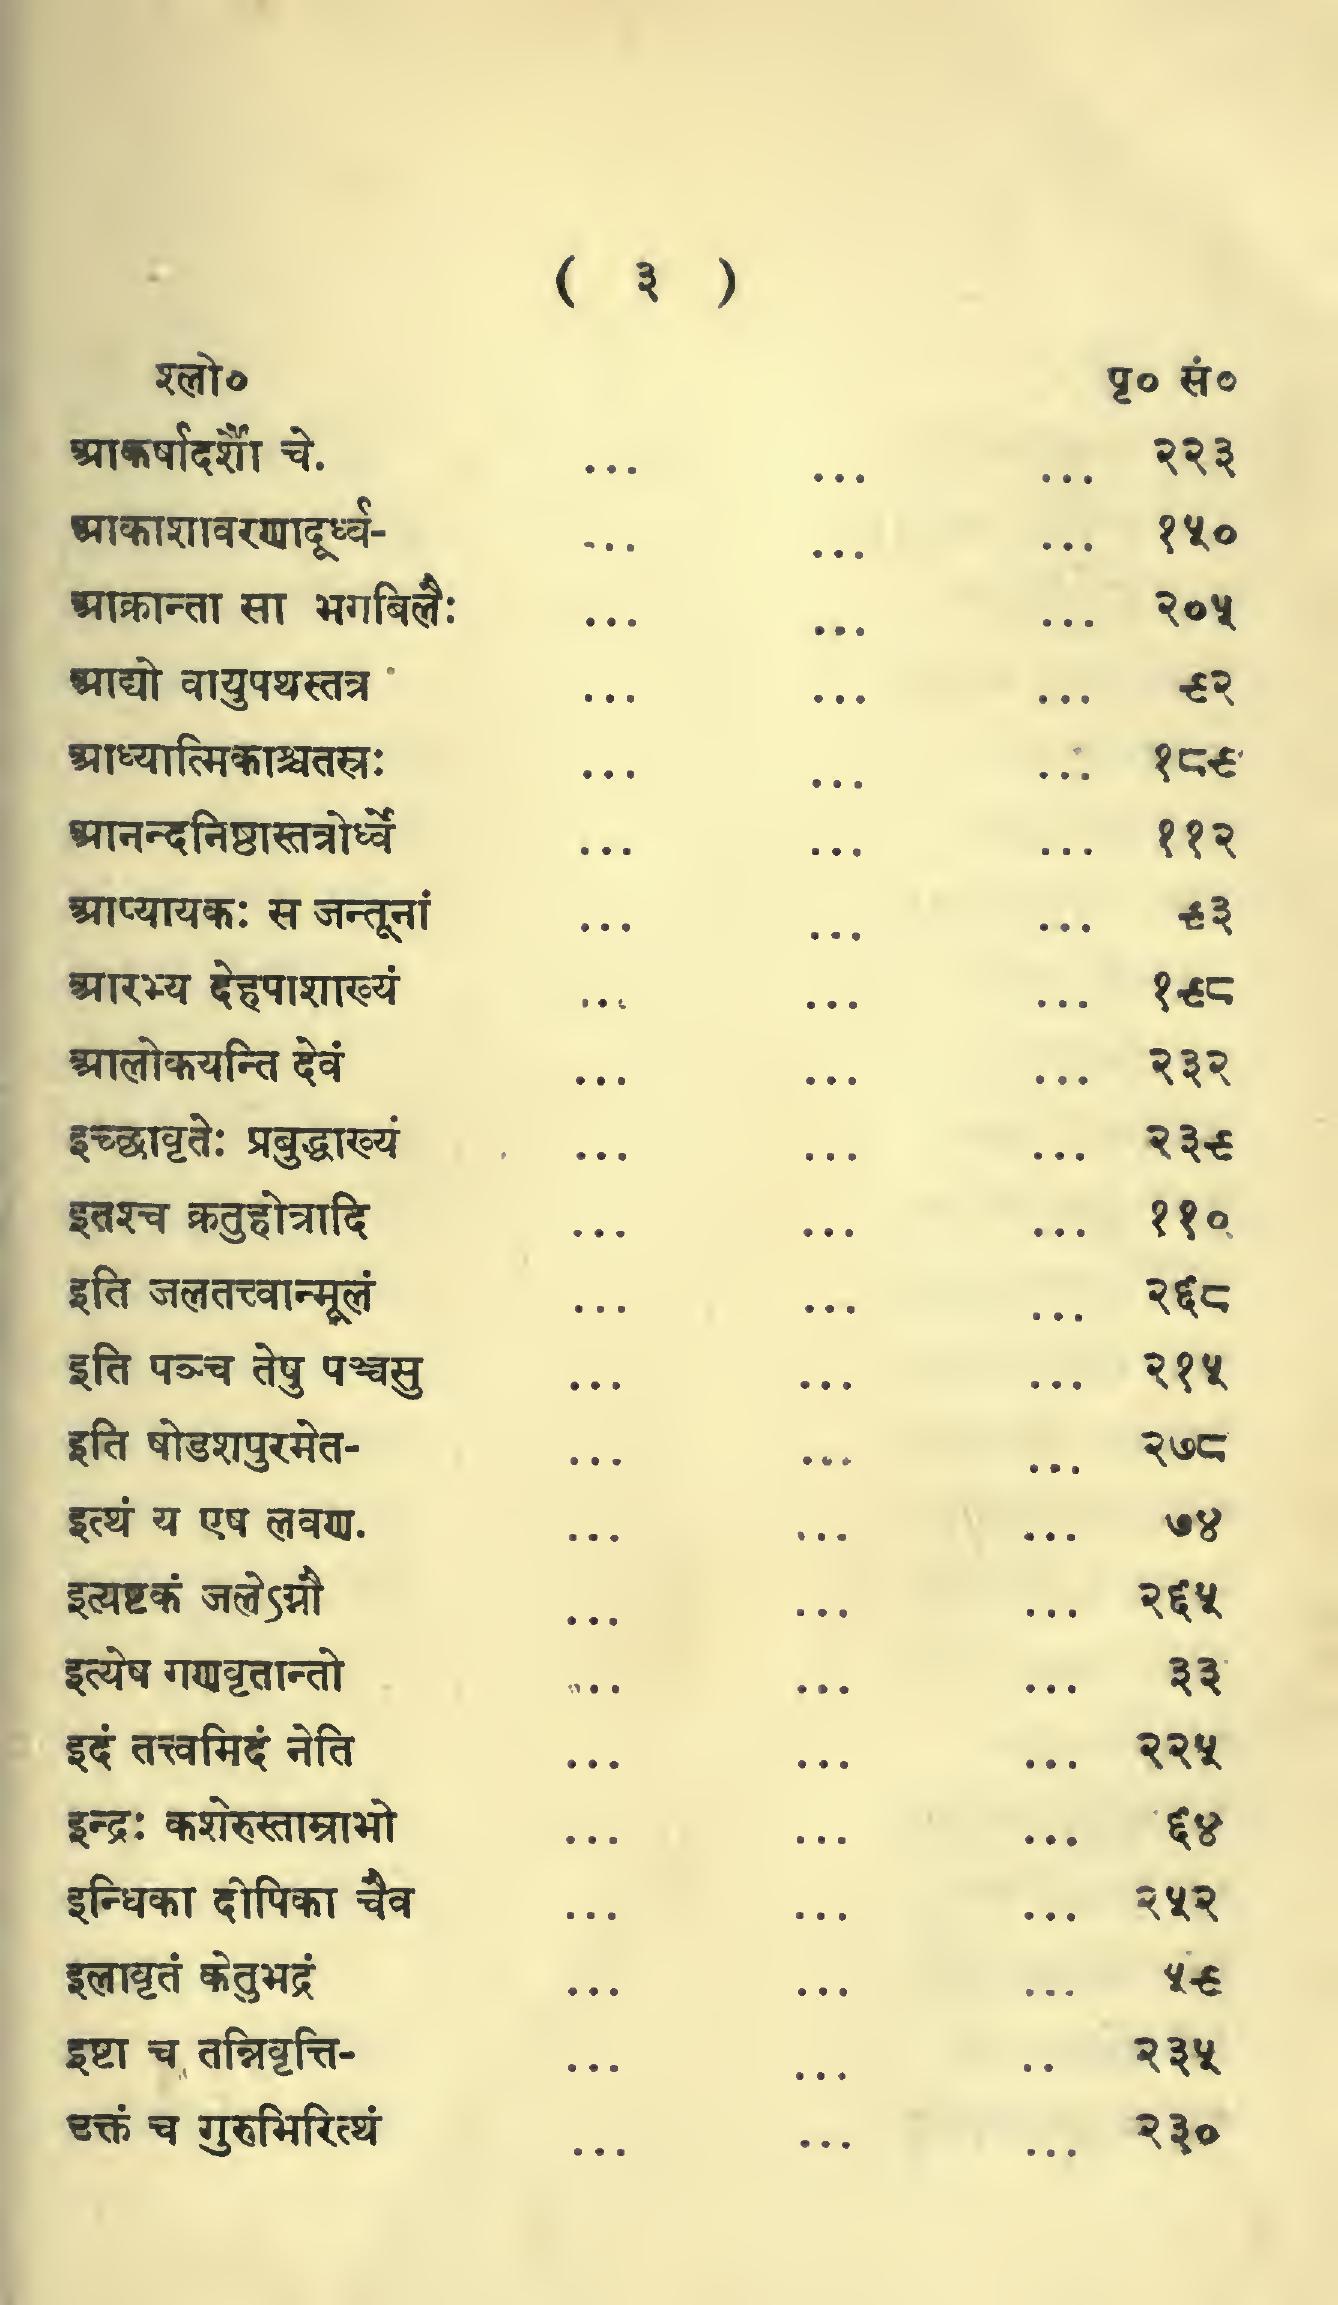 ( ३ )
श्लो० पृ० सं०
आकर्षादर्शौ चे. ... ... ... २२३
आकाशावरणादूर्ध्व- ... ... ... १५०
आक्रान्ता सा भगबिलैः ... ... ... २०५
आद्यो वायुपथस्तत्र ... ... ... ९२
आध्यात्मिकाश्चतस्रः ... ... ... १८९
आनन्दनिष्ठास्तत्रोर्ध्वे ... ... ... ११२
आप्यायकः स जन्तूनां ... ... ... ९३
आरभ्य देहपाशाख्यं ... ... ... १९८
आलोकयन्ति देवं ... ... ... २३२
इच्छावृतेः प्रबुद्धाख्यं ... ... ... २३९
इतश्च क्रतुहोत्रादि ... ... ... ११०
इति जलतत्त्वान्मूलं ... ... ... २६८
इति पञ्च तेषु पञ्चसु ... ... ... २१५
इति षोडशपुरमेत- ... ... ... २७८
इत्थं य एष लवण. ... ... ... ७४
इत्यष्टकं जलेऽग्नौ ... ... ... २६५
इत्येष गणवृतान्तो ... ... ... ३३
इदं तत्त्वमिदं नेति ... ... ... २२५
इन्द्रः कशेरुस्ताम्राभो ... ... ... ६४
इन्धिका दीपिका चैव ... ... ... २५२
इलावृतं केतुभद्रं ... ... ... ५९
इष्टा च तन्निवृत्ति- ... ... .. २३५
उक्तं च गुरुभिरित्थं ... ... ... २३०